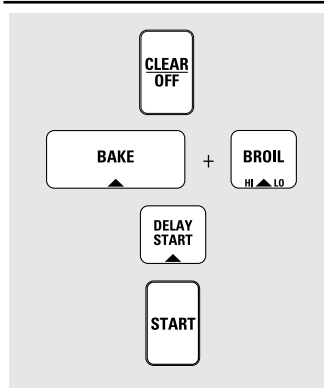 CLEAR
OFF
BAKE + BROIL
HI LO
DELAY
START
START